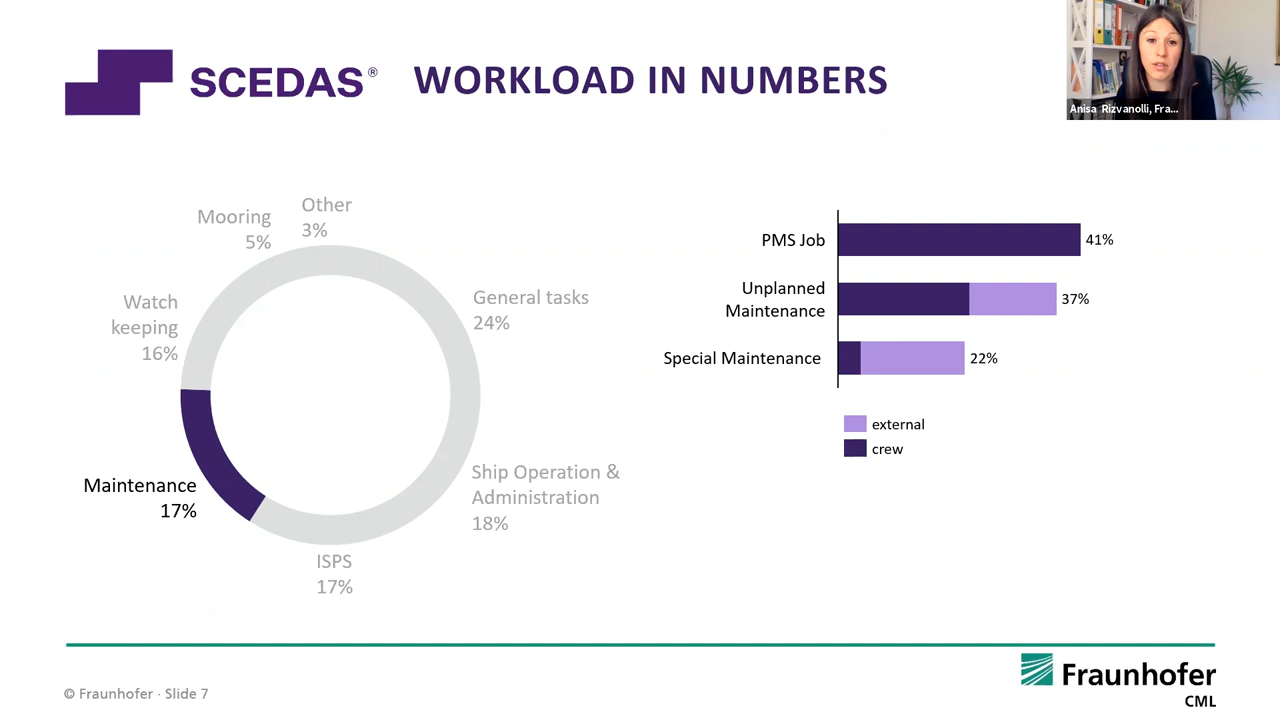 SCEDAS® WORKLOAD IN NUMBERS
Anisa Rizvanolli, Fra...
Other
3%
Mooring
5%
General tasks
24%
Watch
keeping
16%
Maintenance
17%
Ship Operation &
Administration
18%
ISPS
17%
PMS Job
41%
Unplanned
Maintenance
37%
Special Maintenance
22%
external
crew
© Fraunhofer · Slide 7
Fraunhofer
CML